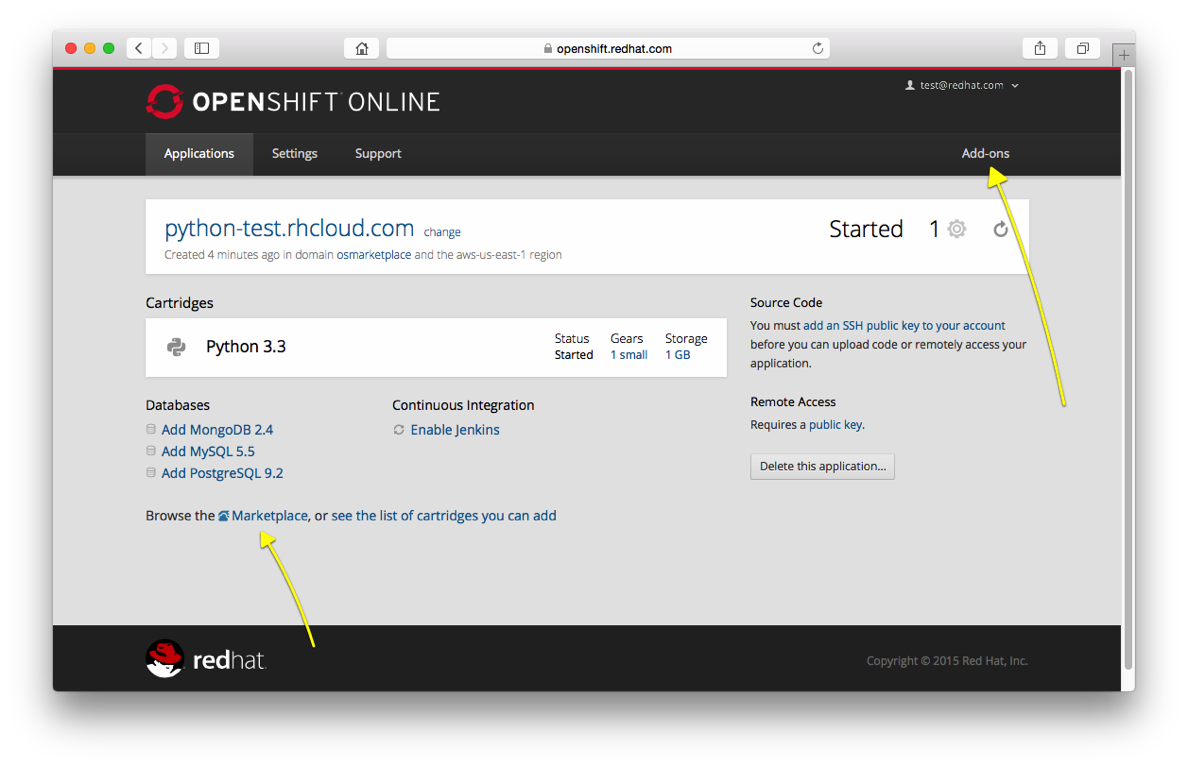 openshift.redhat.com
OPENSHIFT ONLINE
test@redhat.com
Applications Settings Support Add-ons
python-test.rhcloud.com change
Started 1
Created 4 minutes ago in domain osmarketplace and the aws-us-east-1 region
Cartridges
Python 3.3
Status Gears Storage
Started 1 small 1 GB
Databases
Add MongoDB 2.4
Add MySQL 5.5
Add PostgreSQL 9.2
Continuous Integration
Enable Jenkins
Browse the Marketplace, or see the list of cartridges you can add
Source Code
You must add an SSH public key to your account
before you can upload code or remotely access your
application.
Remote Access
Requires a public key.
Delete this application...
redhat.
Copyright © 2015 Red Hat, Inc.